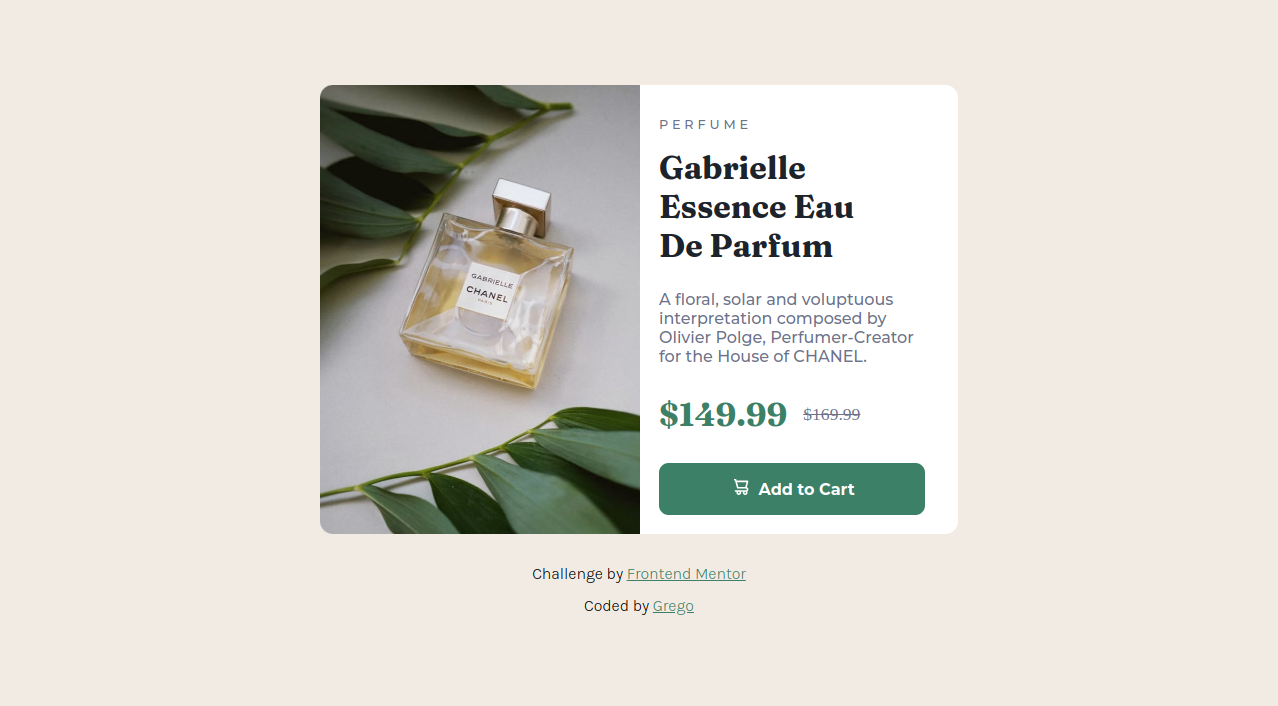 PERFUME
Gabrielle
Essence Eau
De Parfum
A floral, solar and voluptuous
interpretation composed by
Olivier Polge, Perfumer-Creator
for the House of CHANEL.
$149.99 $169.99
Add to Cart
GABRIELLE
CHANEL
PARIS
Challenge by Frontend Mentor
Coded by Grego